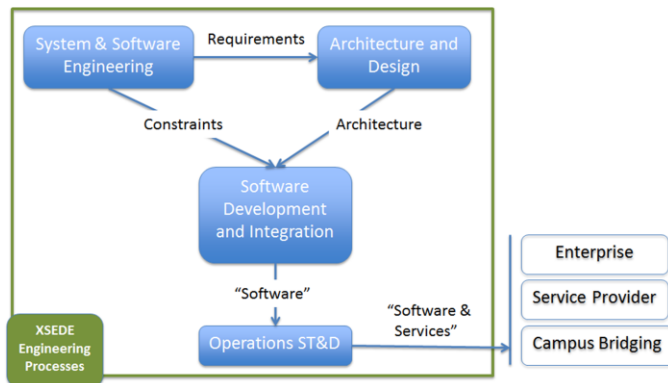 System & Software
Engineering
Requirements
Architecture and
Design
Constraints
Architecture
Software
Development
and Integration
"Software"
Operations ST&D
"Software &
Services"
Enterprise
Service Provider
Campus Bridging
XSEDE
Engineering
Processes